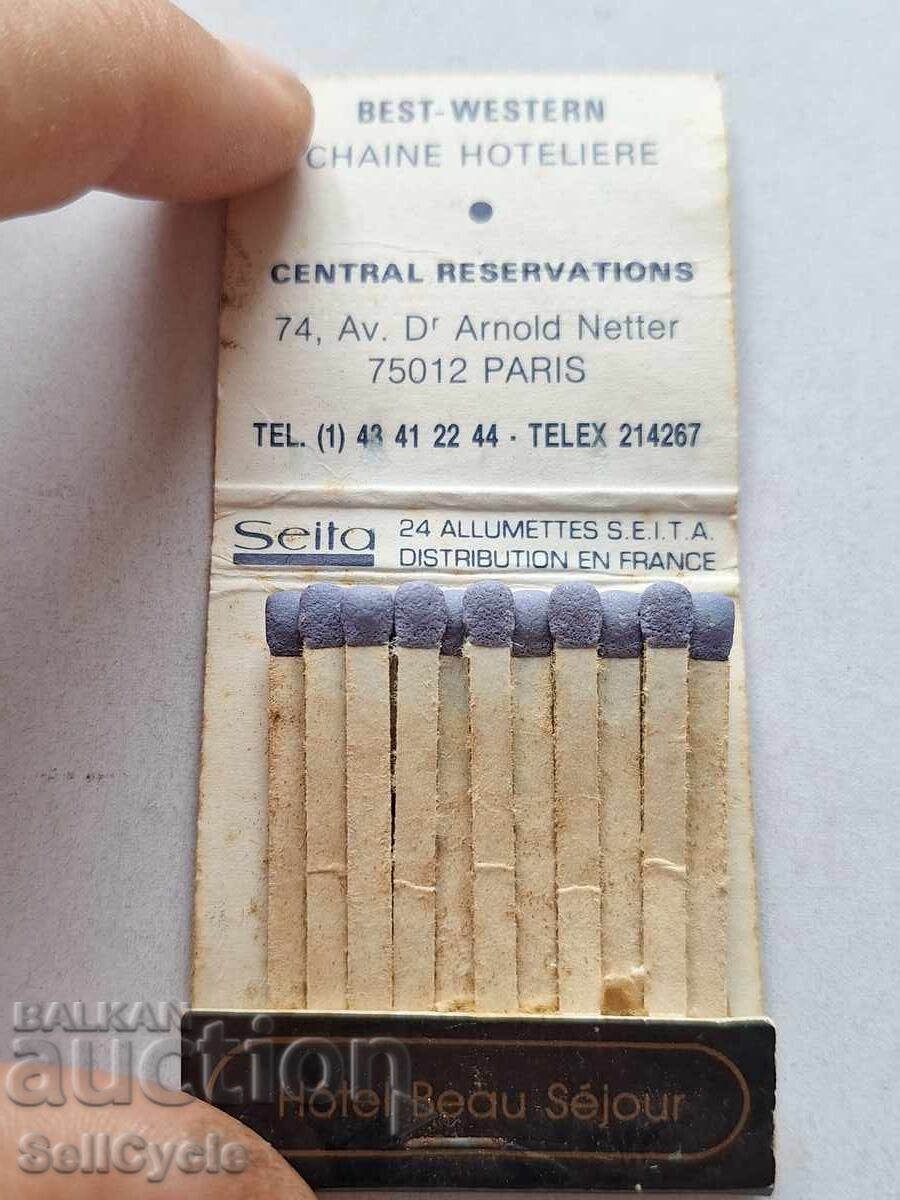 BEST-WESTERN
CHAINE HOTELIERE
CENTRAL RESERVATIONS
74, Av. Dr Arnold Netter
75012 PARIS
TEL. (1) 43 41 22 44 · TELEX 214267
Seita
24 ALLUMETTES S.E.I.T.A.
DISTRIBUTION EN FRANCE
Hôtel Beau Séjour
BALKAN
auction
SellCycle